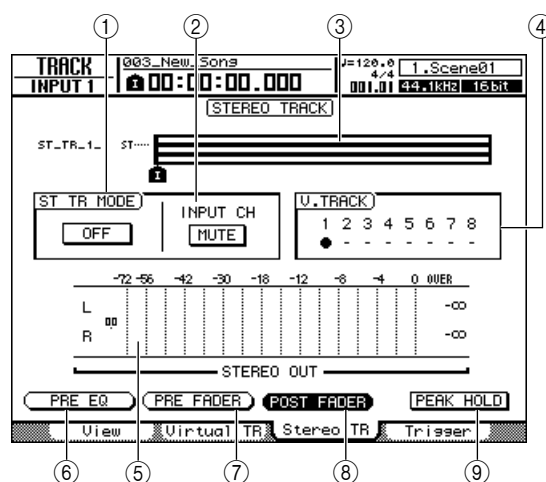 ① ② ③ ④
TRACK 003_New_Song ♩=120.0 1.Scene01
INPUT 1 00:00:00.000 4/4 001.01 44.1kHz 16bit
STEREO TRACK
ST_TR_1_ ST
ST TR MODE V.TRACK
INPUT CH 1 2 3 4 5 6 7 8
OFF MUTE ● - - - - - - -
-72 -56 -42 -30 -18 -12 -8 -4 0 OVER
L -∞
00
R -∞
STEREO OUT
PRE EQ PRE FADER POST FADER PEAK HOLD
View Virtual TR Stereo TR Trigger
⑥ ⑤ ⑦ ⑧ ⑨